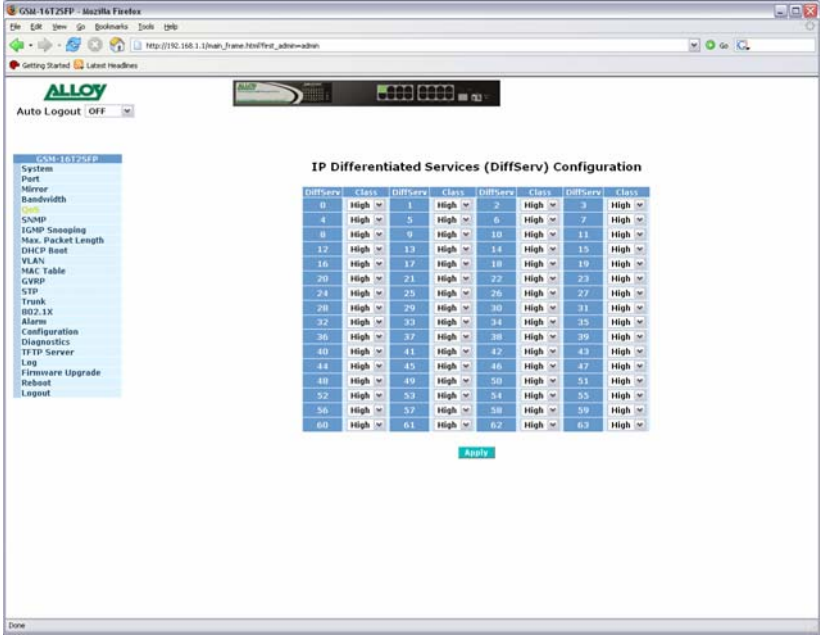 GSM-16T2SFP - Mozilla Firefox
File Edit View Go Bookmarks Tools Help
http://192.168.1.1/main_frame.html?first_admin=admin Go
Getting Started Latest Headlines
ALLOY
Auto Logout OFF
GSM-16T2SFP
System
Port
Mirror
Bandwidth
QoS
SNMP
IGMP Snooping
Max. Packet Length
DHCP Boot
VLAN
MAC Table
GVRP
STP
Trunk
802.1X
Alarm
Configuration
Diagnostics
TFTP Server
Log
Firmware Upgrade
Reboot
Logout
IP Differentiated Services (DiffServ) Configuration
DiffServ Class DiffServ Class DiffServ Class DiffServ Class
0 High 1 High 2 High 3 High
4 High 5 High 6 High 7 High
8 High 9 High 10 High 11 High
12 High 13 High 14 High 15 High
16 High 17 High 18 High 19 High
20 High 21 High 22 High 23 High
24 High 25 High 26 High 27 High
28 High 29 High 30 High 31 High
32 High 33 High 34 High 35 High
36 High 37 High 38 High 39 High
40 High 41 High 42 High 43 High
44 High 45 High 46 High 47 High
48 High 49 High 50 High 51 High
52 High 53 High 54 High 55 High
56 High 57 High 58 High 59 High
60 High 61 High 62 High 63 High
Apply
Done